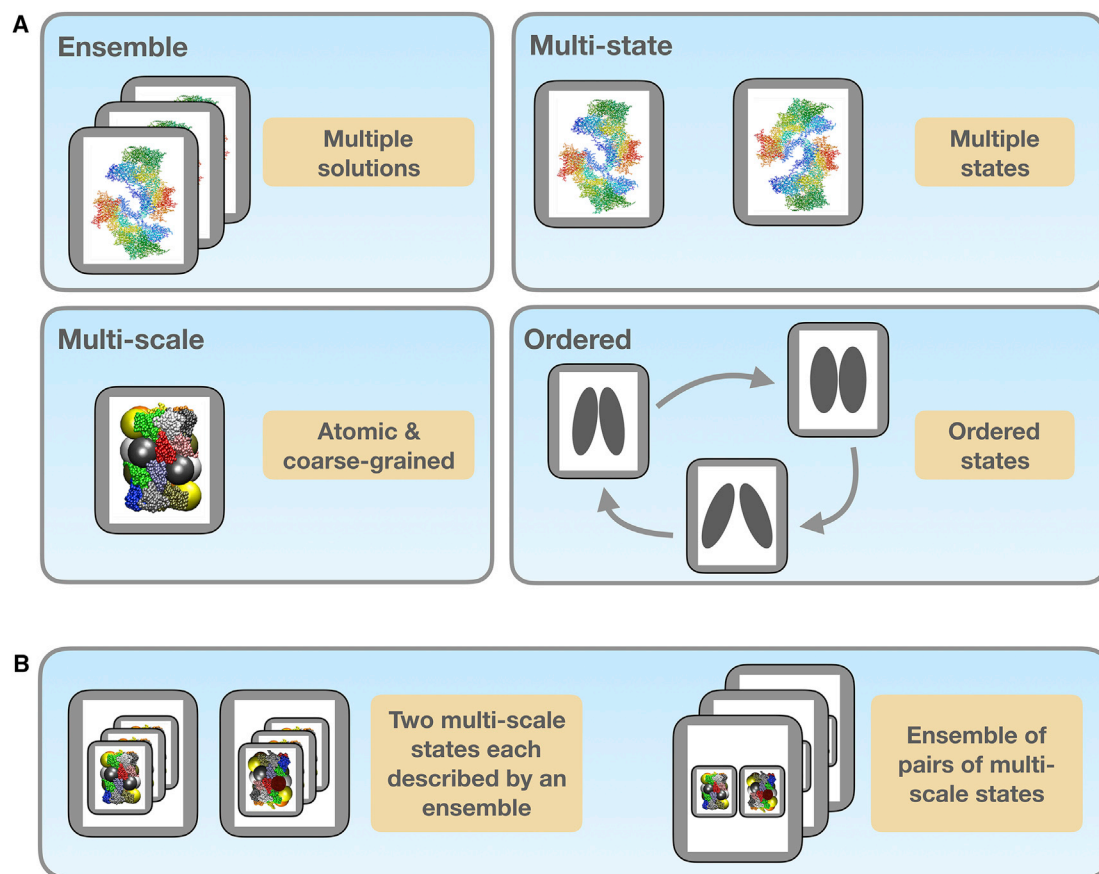 A
Ensemble
Multiple
solutions
Multi-state
Multiple
states
Multi-scale
Atomic &
coarse-grained
Ordered
Ordered
states
B
Two multi-scale
states each
described by an
ensemble
Ensemble of
pairs of multi-
scale states